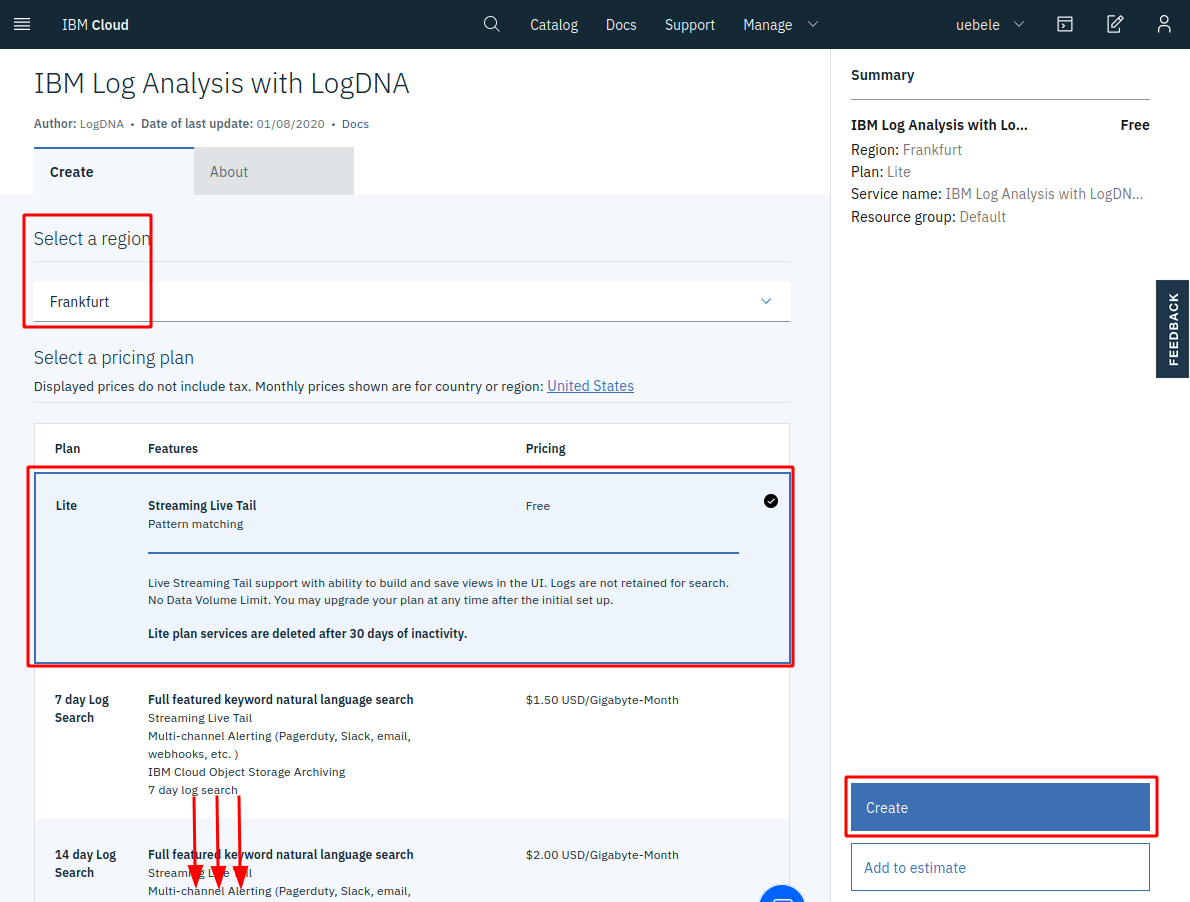 IBM Cloud
Catalog
Docs
Support
Manage
uebele
IBM Log Analysis with LogDNA
Author: LogDNA • Date of last update: 01/08/2020 • Docs
Create
About
Select a region
Frankfurt
Select a pricing plan
Displayed prices do not include tax. Monthly prices shown are for country or region: United States
Plan
Features
Pricing
Lite
Streaming Live Tail
Free
Pattern matching
Live Streaming Tail support with ability to build and save views in the UI. Logs are not retained for search.
No Data Volume Limit. You may upgrade your plan at any time after the initial set up.
Lite plan services are deleted after 30 days of inactivity.
7 day Log
Search
Full featured keyword natural language search
$1.50 USD/Gigabyte-Month
Streaming Live Tail
Multi-channel Alerting (Pagerduty, Slack, email,
webhooks, etc. )
IBM Cloud Object Storage Archiving
7 day log search
14 day Log
Search
Full featured keyword natural language search
$2.00 USD/Gigabyte-Month
Streaming Live Tail
Multi-channel Alerting (Pagerduty, Slack, email,
Summary
IBM Log Analysis with Lo...
Free
Region: Frankfurt
Plan: Lite
Service name: IBM Log Analysis with LogDN...
Resource group: Default
FEEDBACK
Create
Add to estimate